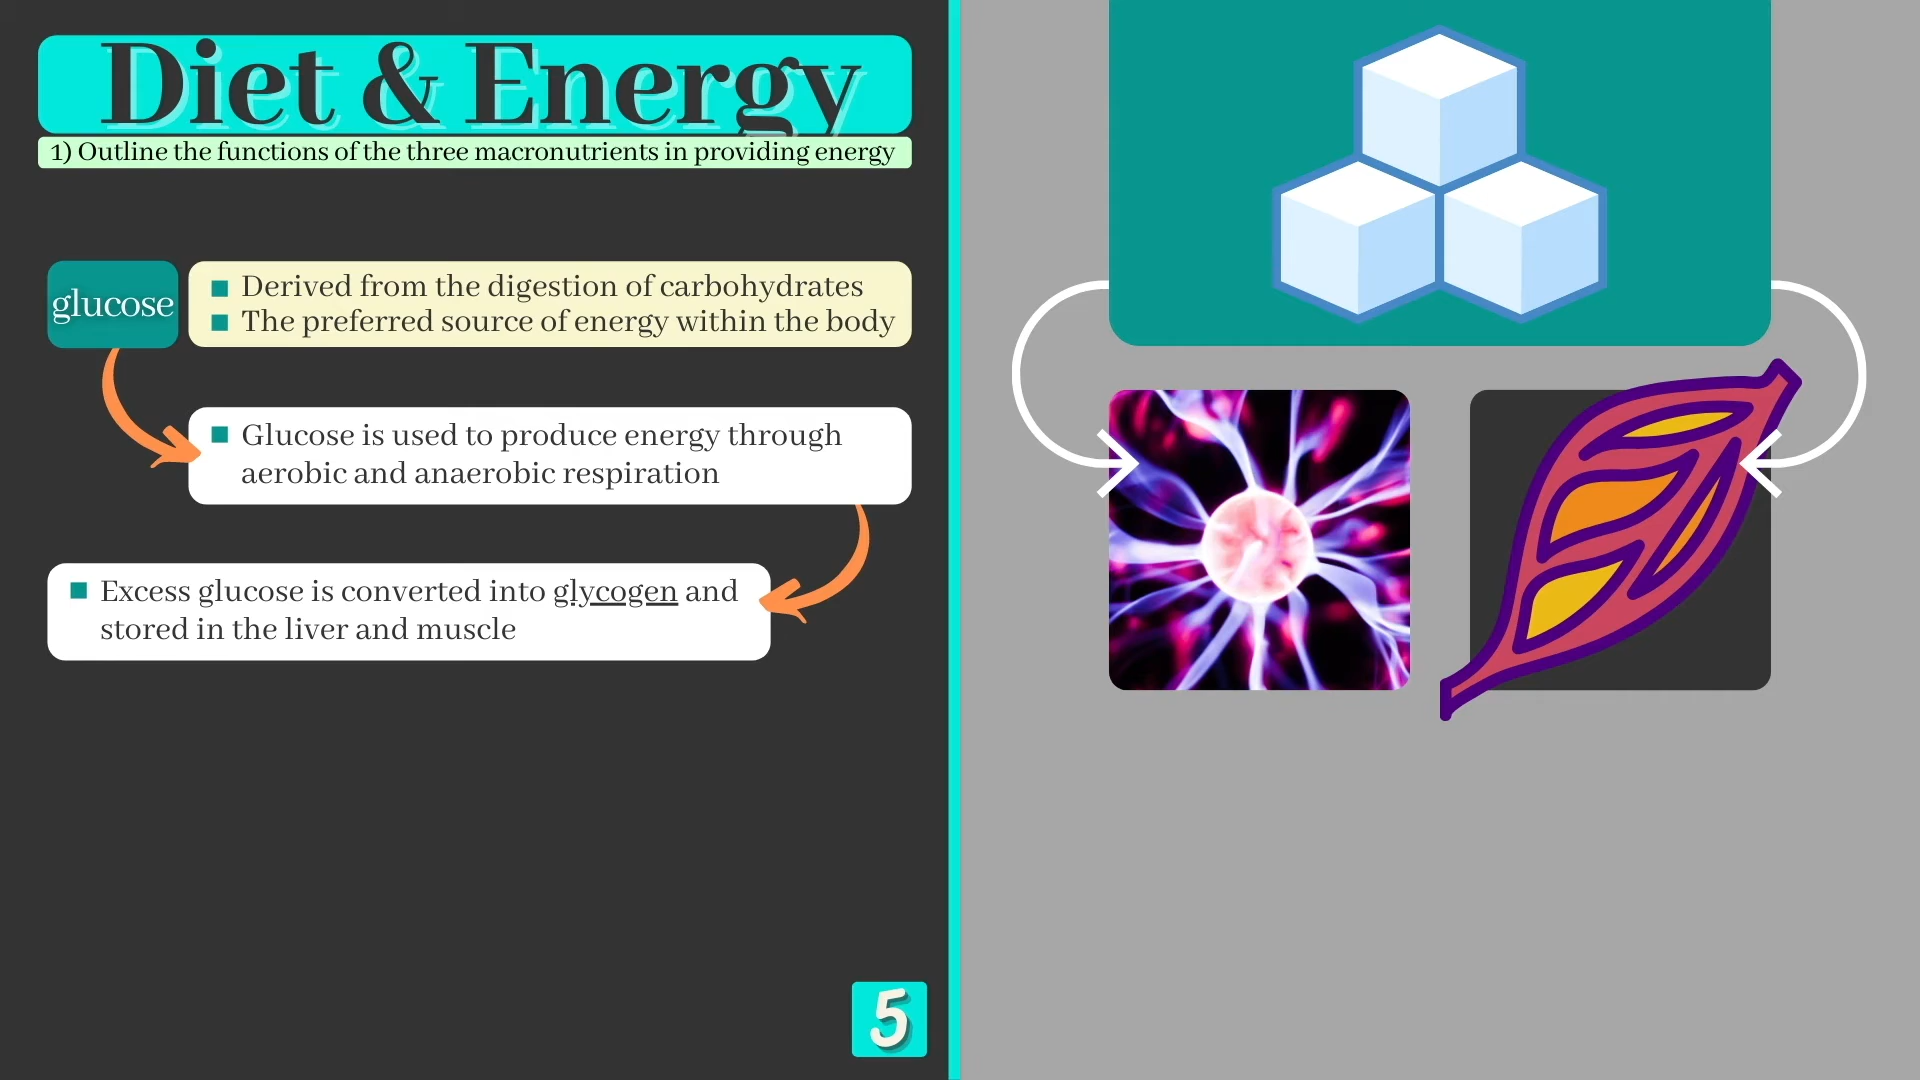 Diet & Energy
1) Outline the functions of the three macronutrients in providing energy
glucose
Derived from the digestion of carbohydrates
The preferred source of energy within the body
Glucose is used to produce energy through
aerobic and anaerobic respiration
Excess glucose is converted into glycogen and
stored in the liver and muscle
5